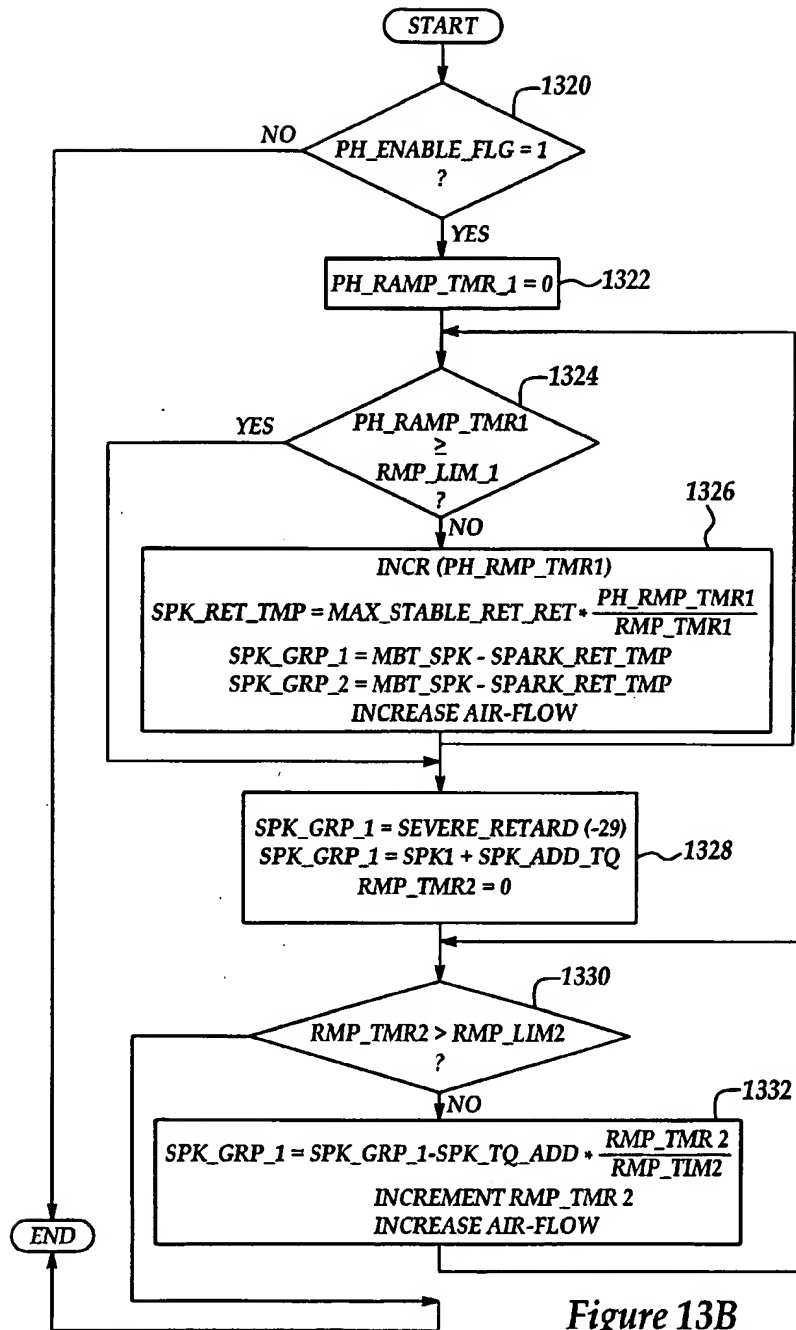 START
1320
NO
PH_ENABLE_FLG = 1
?
YES
PH_RAMP_TMR_1 = 0
1322
1324
YES
PH_RAMP_TMR1
≥
RMP_LIM_1
?
NO
1326
INCR (PH_RMP_TMR1)
SPK_RET_TMP = MAX_STABLE_RET_RET * PH_RMP_TMR1 / RMP_TMR1
SPK_GRP_1 = MBT_SPK - SPARK_RET_TMP
SPK_GRP_2 = MBT_SPK - SPARK_RET_TMP
INCREASE AIR-FLOW
SPK_GRP_1 = SEVERE_RETARD (-29)
SPK_GRP_1 = SPK1 + SPK_ADD_TQ
RMP_TMR2 = 0
1328
1330
RMP_TMR2 > RMP_LIM2
?
NO
1332
SPK_GRP_1 = SPK_GRP_1-SPK_TQ_ADD * RMP_TMR 2 / RMP_TIM2
INCREMENT RMP_TMR 2
INCREASE AIR-FLOW
END
Figure 13B